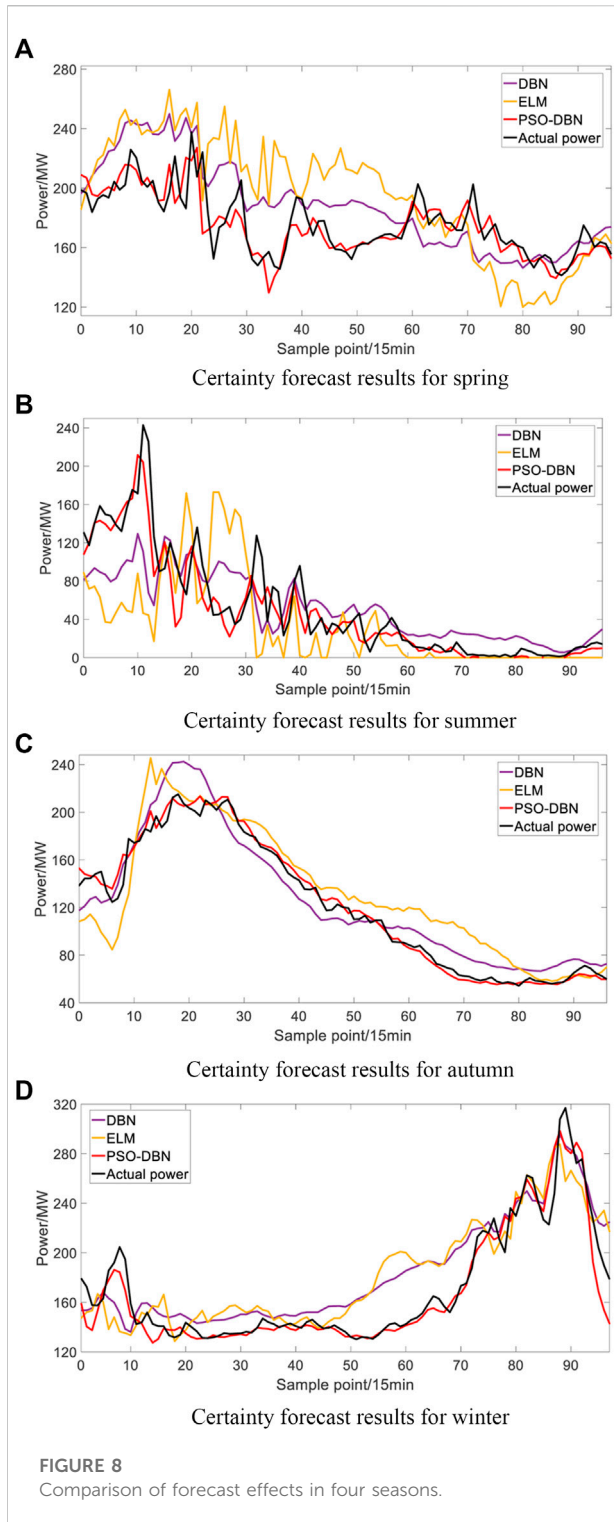 A
280
240
200
160
120
Power/MW
DBN
ELM
PSO-DBN
Actual power
0 10 20 30 40 50 60 70 80 90
Sample point/15min
Certainty forecast results for spring
B
240
200
160
120
80
40
0
Power/MW
DBN
ELM
PSO-DBN
Actual power
0 10 20 30 40 50 60 70 80 90
Sample point/15min
Certainty forecast results for summer
C
240
200
160
120
80
40
Power/MW
DBN
ELM
PSO-DBN
Actual power
0 10 20 30 40 50 60 70 80 90
Sample point/15min
Certainty forecast results for autumn
D
320
280
240
200
160
120
Power/MW
DBN
ELM
PSO-DBN
Actual power
0 10 20 30 40 50 60 70 80 90
Sample point/15min
Certainty forecast results for winter
FIGURE 8
Comparison of forecast effects in four seasons.